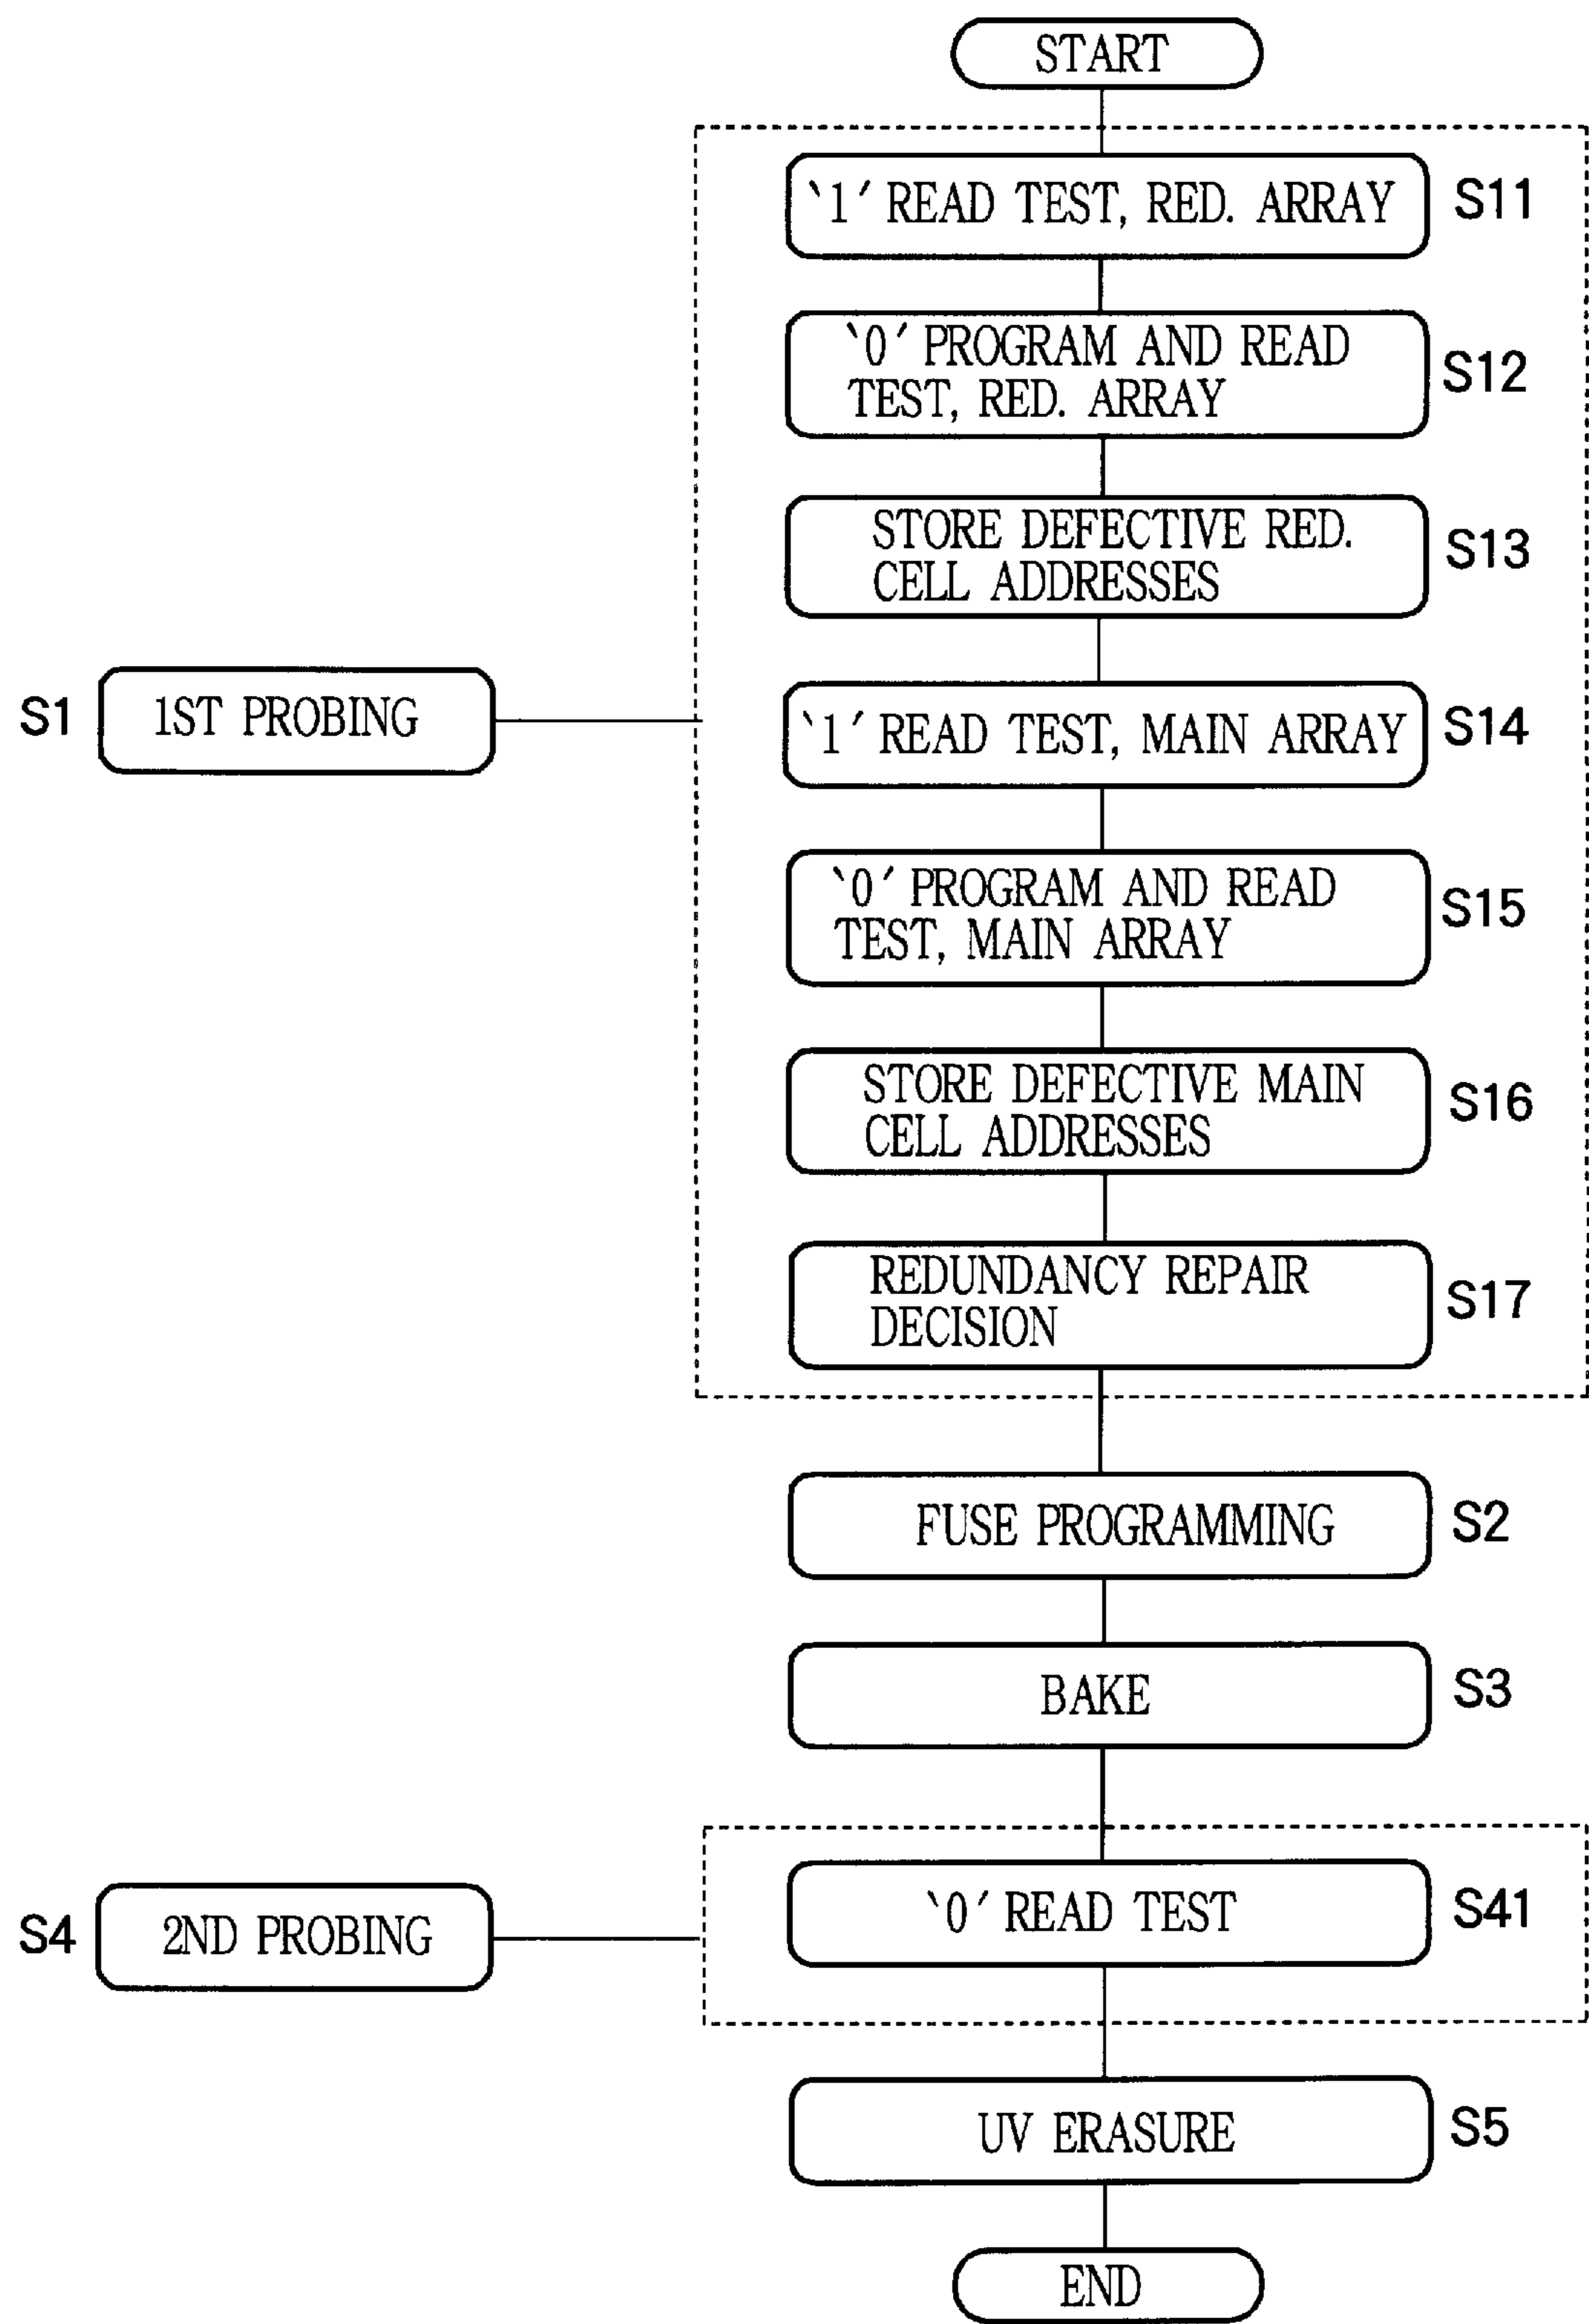 START
‵1′ READ TEST, RED. ARRAY
S11
‵0′ PROGRAM AND READ
TEST, RED. ARRAY
S12
STORE DEFECTIVE RED.
CELL ADDRESSES
S13
S1
1ST PROBING
‵1′ READ TEST, MAIN ARRAY
S14
‵0′ PROGRAM AND READ
TEST, MAIN ARRAY
S15
STORE DEFECTIVE MAIN
CELL ADDRESSES
S16
REDUNDANCY REPAIR
DECISION
S17
FUSE PROGRAMMING
S2
BAKE
S3
S4
2ND PROBING
‵0′ READ TEST
S41
UV ERASURE
S5
END